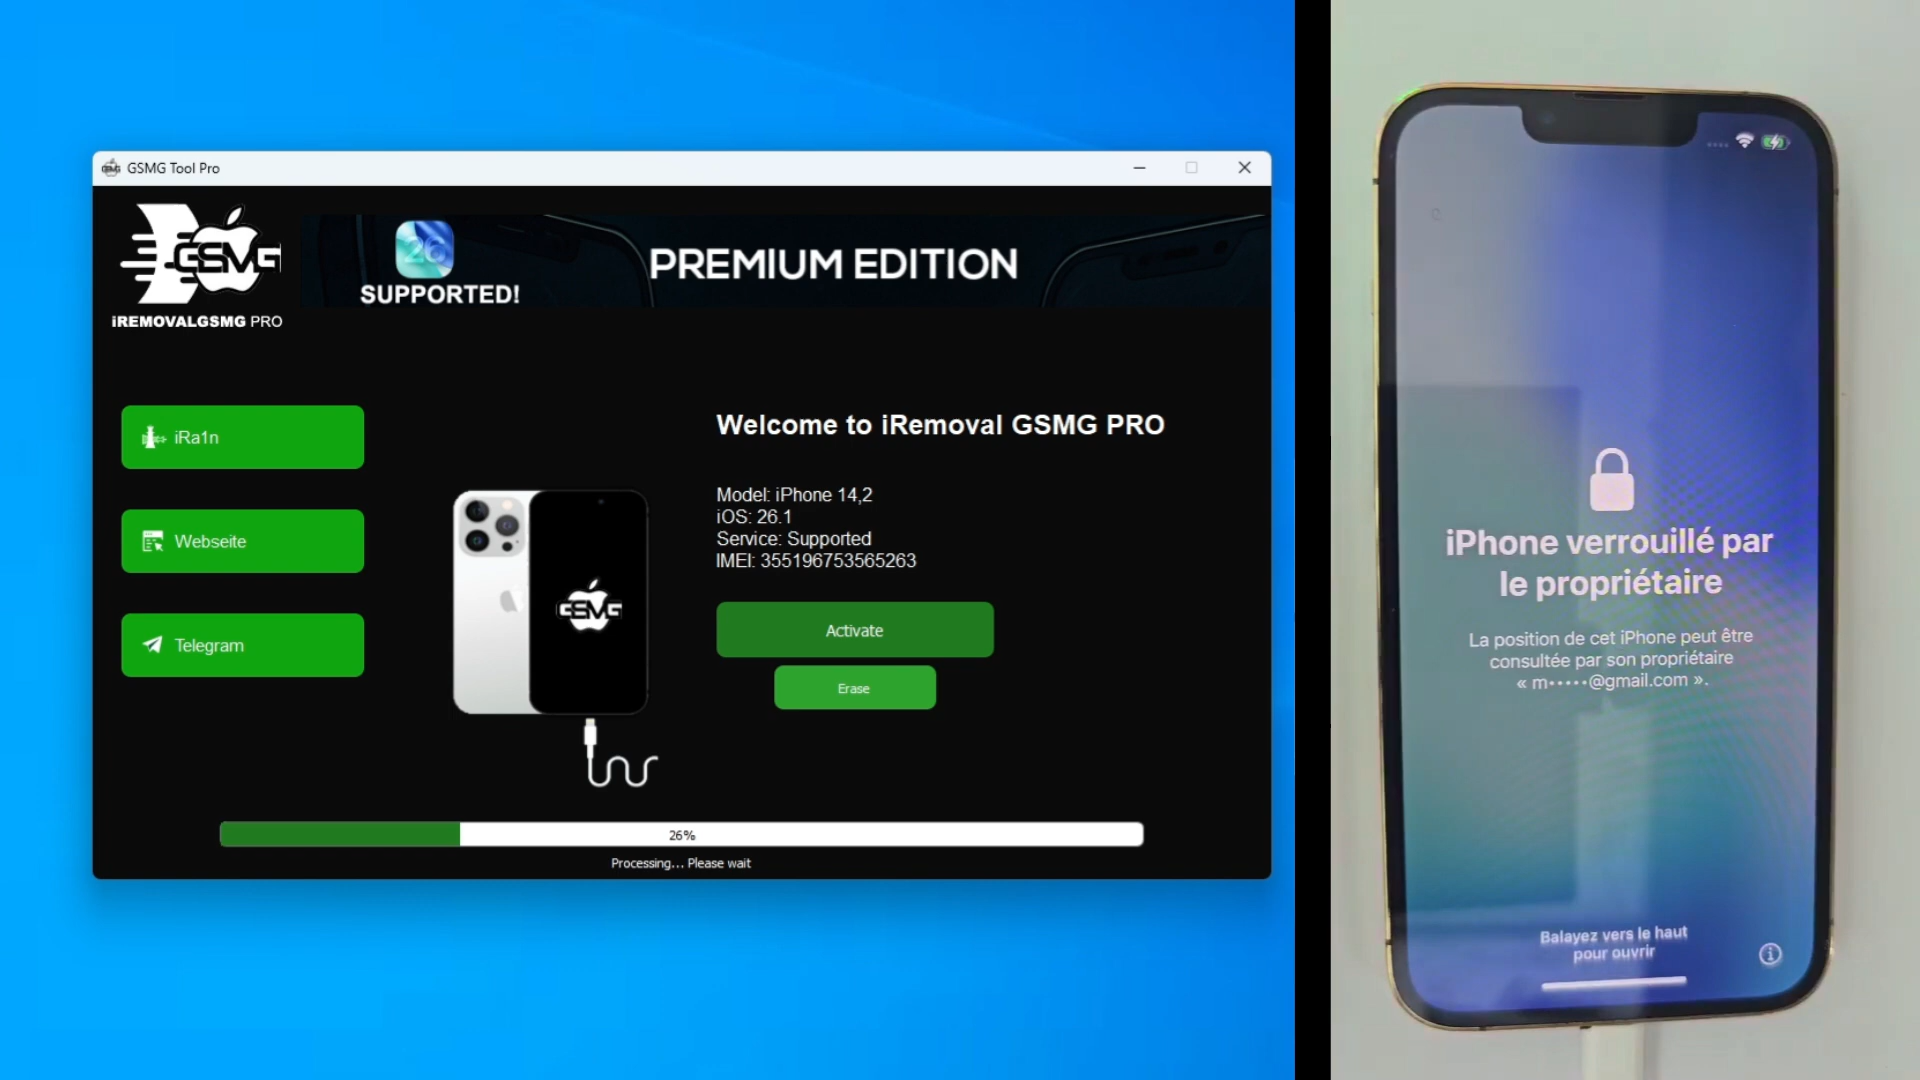 GSMG Tool Pro
GSMG
iREMOVALGSMG PRO
26
SUPPORTED!
PREMIUM EDITION
iRa1n
Webseite
Telegram
GSMG
Welcome to iRemoval GSMG PRO
Model: iPhone 14,2
iOS: 26.1
Service: Supported
IMEI: 355196753565263
Activate
Erase
26%
Processing... Please wait
iPhone verrouillé par
le propriétaire
La position de cet iPhone peut être
consultée par son propriétaire
« m•••••@gmail.com ».
Balayez vers le haut
pour ouvrir